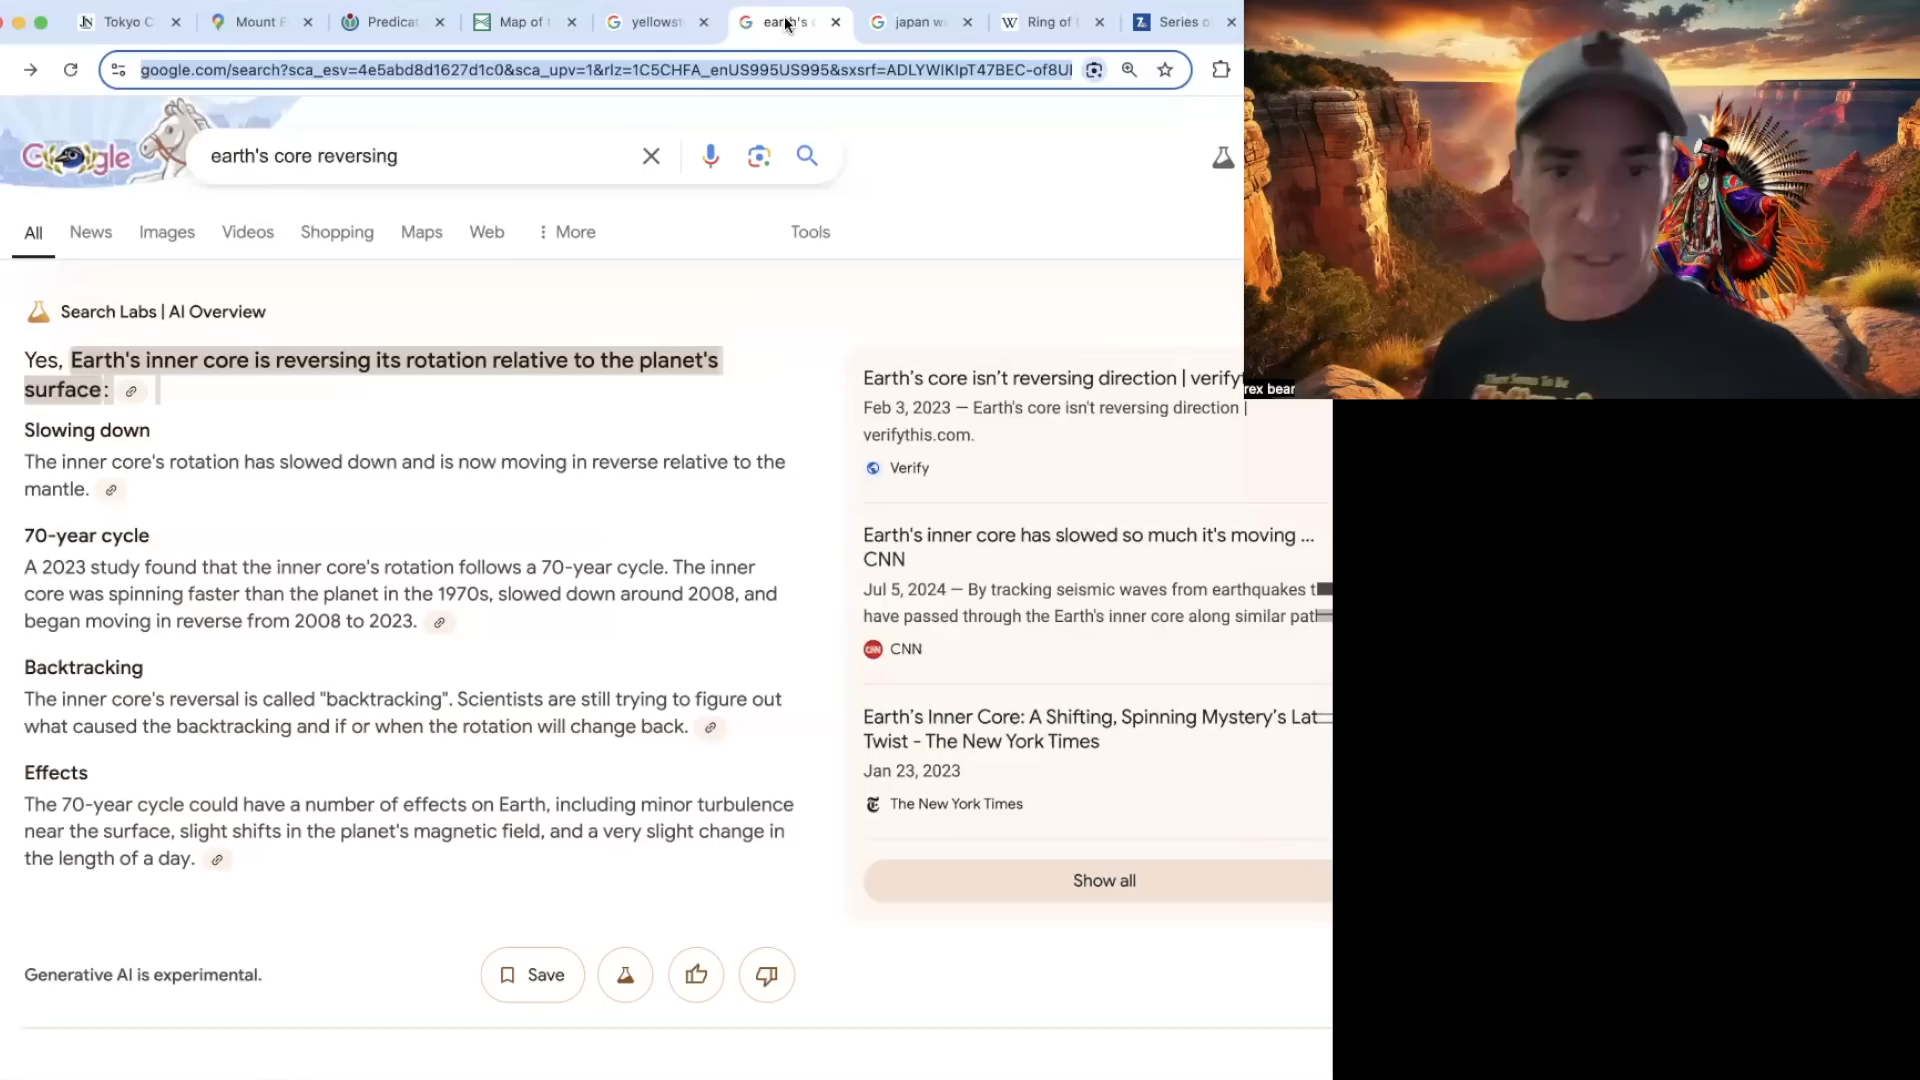 Tokyo C
Mount F
Predicat
Map of
yellowst
earth's
japan w
Ring of
Series o
google.com/search?sca_esv=4e5abd8d1627d1c0&sca_upv=1&rlz=1C5CHFA_enUS995US995&sxsrf=ADLYWIKIpT47BEC-of8UI
Google
earth's core reversing
All
News
Images
Videos
Shopping
Maps
Web
More
Tools
Search Labs | AI Overview
Yes, Earth's inner core is reversing its rotation relative to the planet's
surface:
Slowing down
The inner core's rotation has slowed down and is now moving in reverse relative to the
mantle.
70-year cycle
A 2023 study found that the inner core's rotation follows a 70-year cycle. The inner
core was spinning faster than the planet in the 1970s, slowed down around 2008, and
began moving in reverse from 2008 to 2023.
Backtracking
The inner core's reversal is called "backtracking". Scientists are still trying to figure out
what caused the backtracking and if or when the rotation will change back.
Effects
The 70-year cycle could have a number of effects on Earth, including minor turbulence
near the surface, slight shifts in the planet's magnetic field, and a very slight change in
the length of a day.
Earth's core isn't reversing direction | verifyt
Feb 3, 2023 — Earth's core isn't reversing direction |
verifythis.com.
Verify
Earth's inner core has slowed so much it's moving ...
CNN
Jul 5, 2024 — By tracking seismic waves from earthquakes t
have passed through the Earth's inner core along similar pat
CNN
CNN
Earth's Inner Core: A Shifting, Spinning Mystery's Lat
Twist - The New York Times
Jan 23, 2023
The New York Times
Show all
Generative AI is experimental.
Save
rex bear